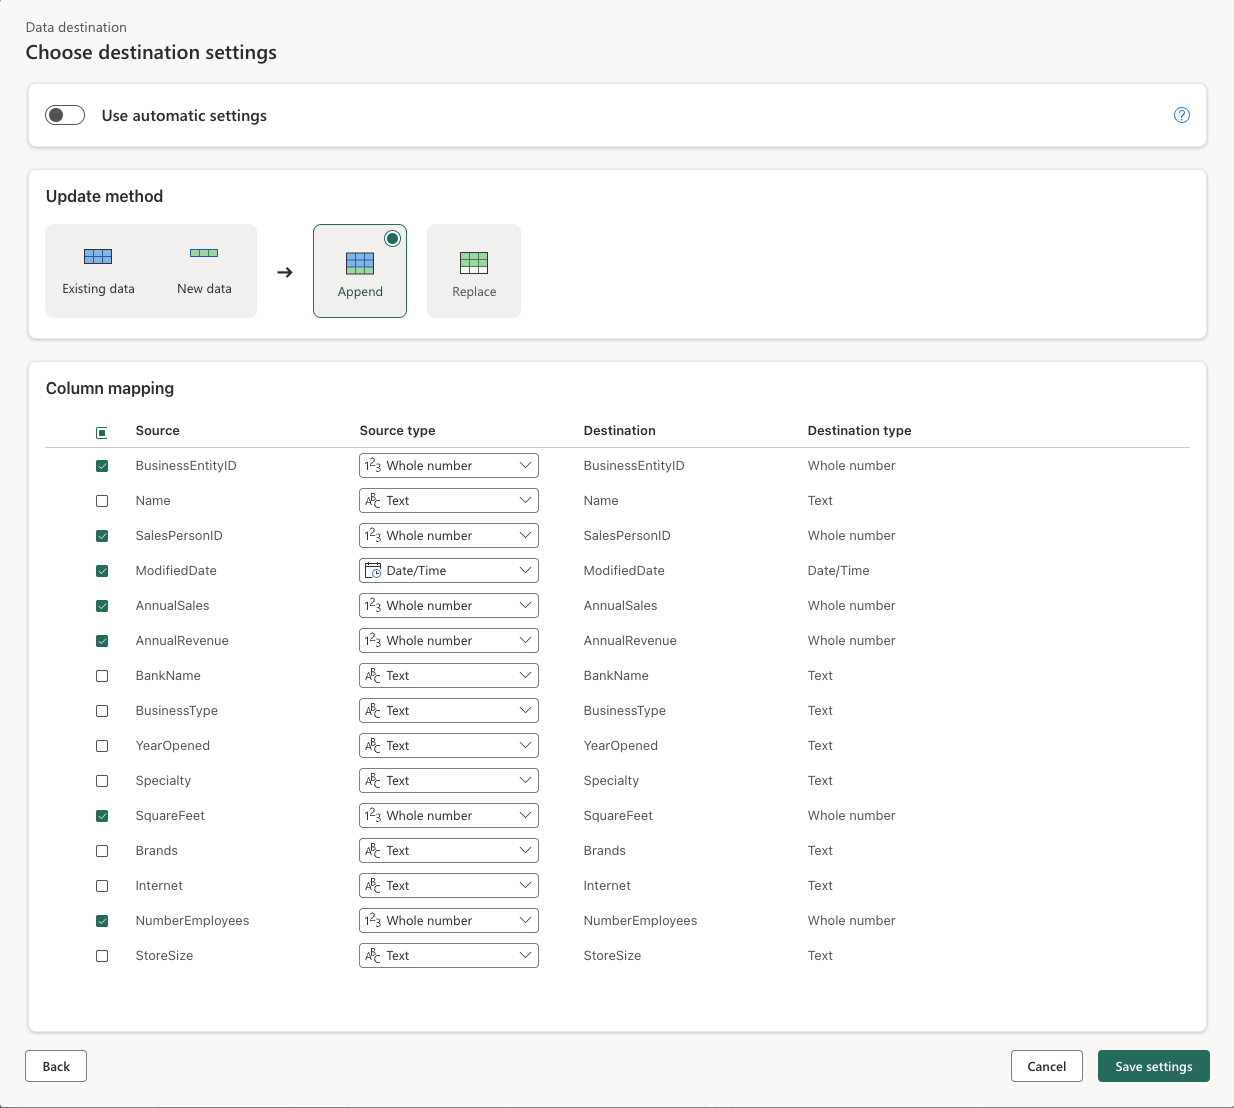 Data destination
Choose destination settings
Use automatic settings
Update method
Existing data New data Append Replace
Column mapping
Source Source type Destination Destination type
BusinessEntityID Whole number BusinessEntityID Whole number
Name Text Name Text
SalesPersonID Whole number SalesPersonID Whole number
ModifiedDate Date/Time ModifiedDate Date/Time
AnnualSales Whole number AnnualSales Whole number
AnnualRevenue Whole number AnnualRevenue Whole number
BankName Text BankName Text
BusinessType Text BusinessType Text
YearOpened Text YearOpened Text
Specialty Text Specialty Text
SquareFeet Whole number SquareFeet Whole number
Brands Text Brands Text
Internet Text Internet Text
NumberEmployees Whole number NumberEmployees Whole number
StoreSize Text StoreSize Text
Back Cancel Save settings